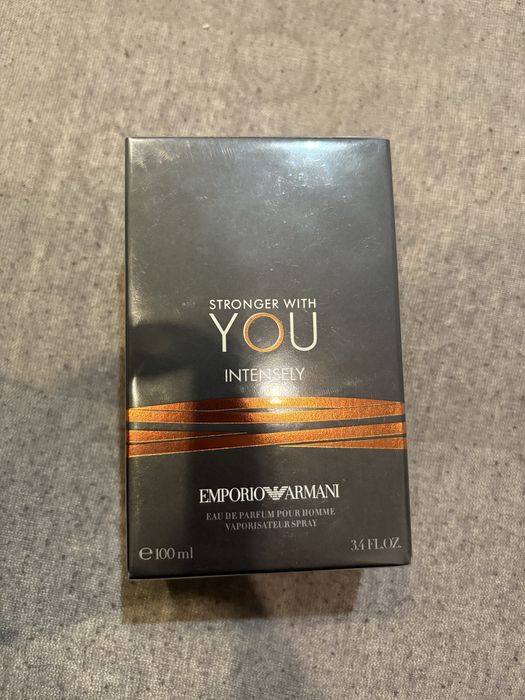 STRONGER WITH
YOU
INTENSELY
EMPORIO ARMANI
EAU DE PARFUM POUR HOMME
VAPORISATEUR SPRAY
℮ 100 ml
3.4 FL.OZ.